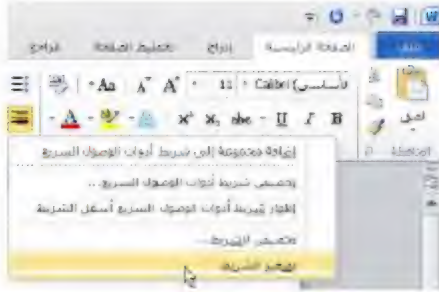 ملف الصفحة الرئيسية إدراج تخطيط الصفحة مراجع
لصق Calibri (الأساسي) 11 A A Aa
B I U abc x₂ x² A ab A
الحافظة
إضافة مجموعة إلى شريط أدوات الوصول السريع
تخصيص شريط أدوات الوصول السريع...
إظهار شريط أدوات الوصول السريع أسفل الشريط
تخصيص الشريط...
تصغير الشريط